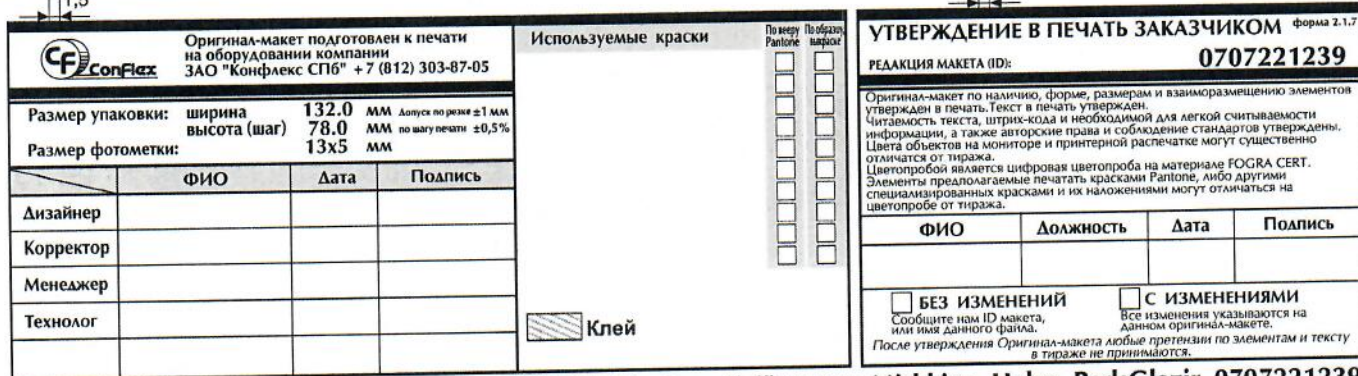 1,5
CF ConFlex
Оригинал-макет подготовлен к печати
на оборудовании компании
ЗАО "Конфлекс СПб" +7 (812) 303-87-05
Размер упаковки: ширина 132.0 мм Допуск по резке ±1 мм
высота (шаг) 78.0 мм по шагу печати ±0,5%
Размер фотометки: 13х5 мм
ФИО Дата Подпись
Дизайнер
Корректор
Менеджер
Технолог
Используемые краски
По вееру Pantone
По образцу, выкраске
Клей
УТВЕРЖДЕНИЕ В ПЕЧАТЬ ЗАКАЗЧИКОМ форма 2.1.7
РЕДАКЦИЯ МАКЕТА (ID): 0707221239
Оригинал-макет по наличию, форме, размерам и взаиморазмещению элементов
утвержден в печать. Текст в печать утвержден.
Читаемость текста, штрих-кода и необходимой для легкой считываемости
информации, а также авторские права и соблюдение стандартов утверждены.
Цвета объектов на мониторе и принтерной распечатке могут существенно
отличатся от тиража.
Цветопробой является цифровая цветопроба на материале FOGRA CERT.
Элементы предполагаемые печатать красками Pantone, либо другими
специализированных красками и их наложениями могут отличаться на
цветопробе от тиража.
ФИО Должность Дата Подпись
БЕЗ ИЗМЕНЕНИЙ
Сообщите нам ID макета,
или имя данного файла.
С ИЗМЕНЕНИЯМИ
Все изменения указываются на
данном оригинал-макете.
После утверждения Оригинал-макета любые претензии по элементам и тексту
в тираже не принимаются.
0707221239